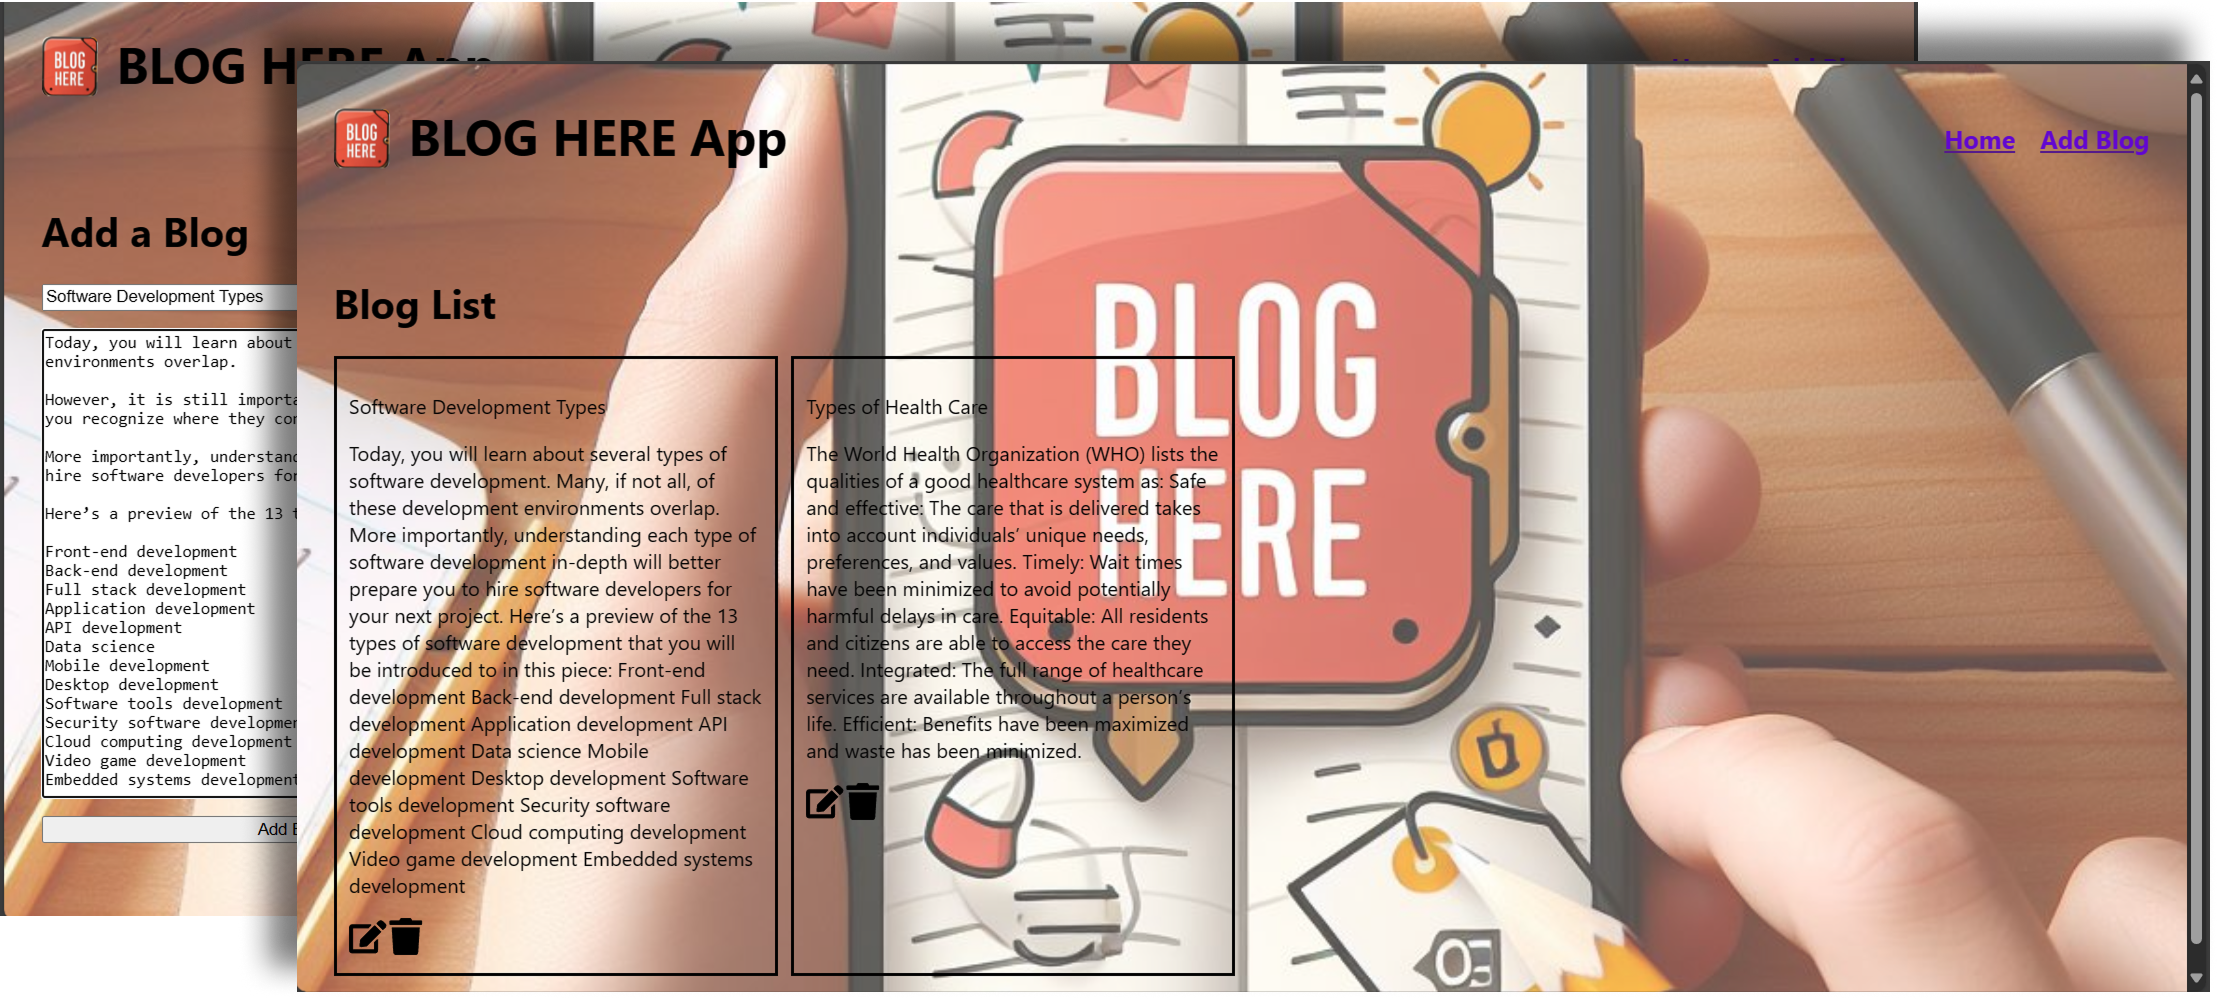 BLOG
HERE
BLOG HERE App
Add a Blog
Software Development Types
Today, you will learn about
environments overlap.
However, it is still
you recognize where they
More importantly,
hire software developers
Here’s a preview of the 13
Front-end development
Back-end development
Full stack development
Application development
API development
Data science
Mobile development
Desktop development
Software tools development
Security software
Cloud computing development
Video game development
Embedded systems development
Add
BLOG
HERE
BLOG HERE App
Home Add Blog
Blog List
Software Development Types
Today, you will learn about several types of
software development. Many, if not all, of
these development environments overlap.
More importantly, understanding each type of
software development in-depth will better
prepare you to hire software developers for
your next project. Here’s a preview of the 13
types of software development that you will
be introduced to in this piece: Front-end
development Back-end development Full stack
development Application development API
development Data science Mobile
development Desktop development Software
tools development Security software
development Cloud computing development
Video game development Embedded systems
development
Types of Health Care
The World Health Organization (WHO) lists the
qualities of a good healthcare system as: Safe
and effective: The care that is delivered takes
into account individuals’ unique needs,
preferences, and values. Timely: Wait times
have been minimized to avoid potentially
harmful delays in care. Equitable: All residents
and citizens are able to access the care they
need. Integrated: The full range of healthcare
services are available throughout a person’s
life. Efficient: Benefits have been maximized
and waste has been minimized.
BLOG
HERE